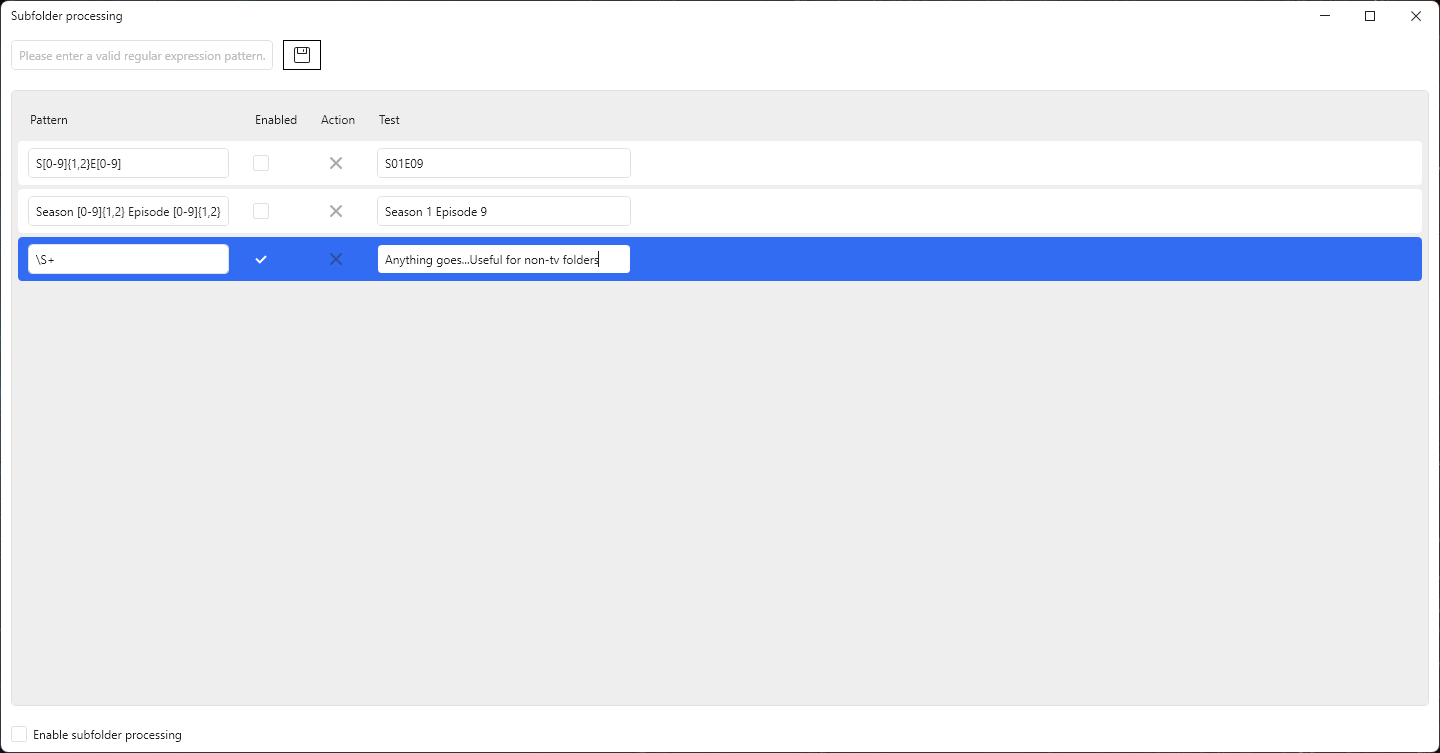 Subfolder processing
Please enter a valid regular expression pattern.
Pattern Enabled Action Test
S[0-9]{1,2}E[0-9] S01E09
Season [0-9]{1,2} Episode [0-9]{1,2} Season 1 Episode 9
\S+ Anything goes...Useful for non-tv folders
Enable subfolder processing